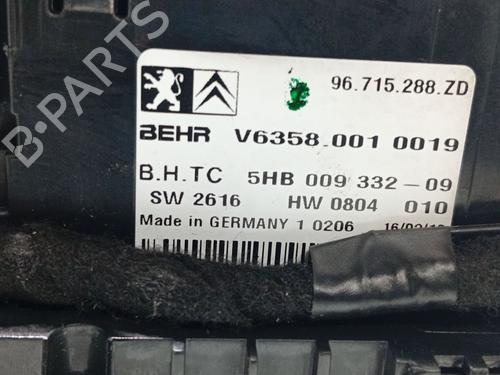 96.715.288.ZD
BEHR V6358.001 0019
B.H.TC 5HB 009 332-09
SW 2616 HW 0804 010
Made in GERMANY 1 0206